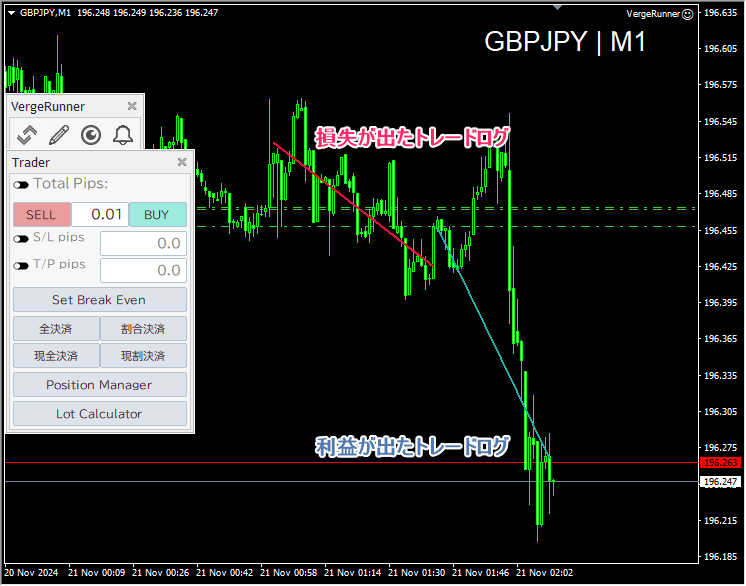 GBPJPY,M1 196.248 196.249 196.236 196.247
VergeRunner
196.635
GBPJPY | M1
196.605
196.575
VergeRunner
196.545
損失が出たトレードログ
196.515
Trader
Total Pips:
196.485
SELL 0.01 BUY
196.455
S/L pips 0.0
T/P pips 0.0
196.425
Set Break Even
196.395
全決済 割合決済
196.365
現全決済 現割決済
196.335
Position Manager
196.305
Lot Calculator
利益が出たトレードログ
196.275
196.263
196.247
196.215
196.185
20 Nov 2024 21 Nov 00:09 21 Nov 00:26 21 Nov 00:42 21 Nov 00:58 21 Nov 01:14 21 Nov 01:30 21 Nov 01:46 21 Nov 02:02